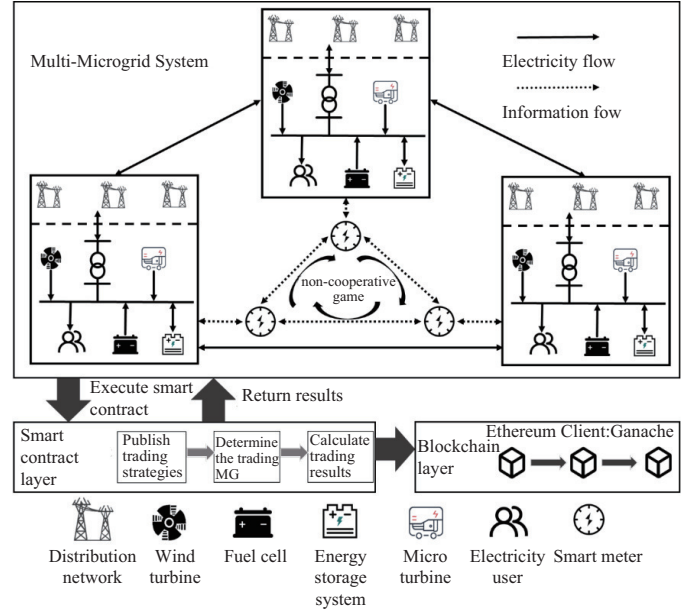 Multi-Microgrid System
Electricity flow
Information fow
non-cooperative
game
Execute smart
contract
Return results
Smart
contract layer
Publish
trading
strategies
Determine
the trading
MG
Calculate
trading
results
Blockchain
layer
Ethereum Client:Ganache
Distribution
network
Wind
turbine
Fuel cell
Energy
storage
system
Micro
turbine
Electricity
user
Smart meter